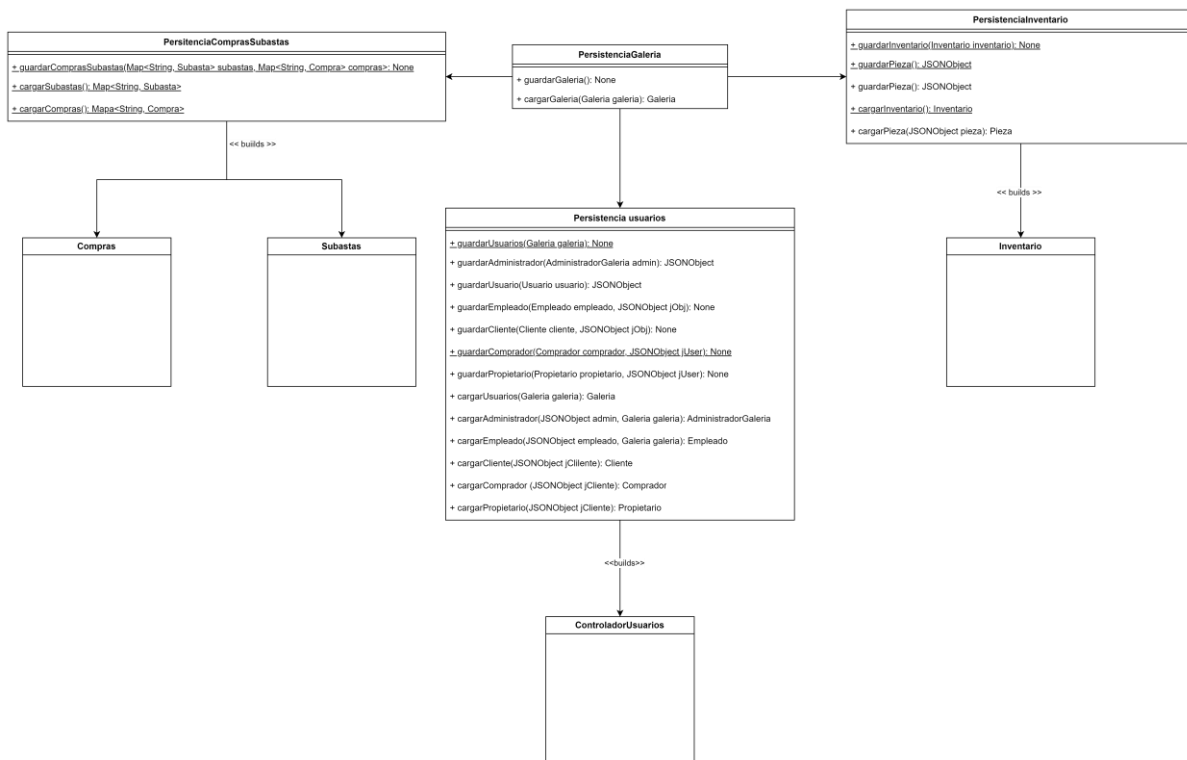 PersitenciaComprasSubastas
+ guardarComprasSubastas(Map<String, Subasta> subastas, Map<String, Compra> compras>: None
+ cargarSubastas(): Map<String, Subasta>
+ cargarCompras(): Mapa<String, Compra>
PersistenciaGaleria
+ guardarGaleria(): None
+ cargarGaleria(Galeria galeria): Galeria
PersistenciaInventario
+ guardarInventario(Inventario inventario): None
+ guardarPieza(): JSONObject
+ guardarPieza(): JSONObject
+ cargarInventario(): Inventario
+ cargarPieza(JSONObject pieza): Pieza
<< buiilds >>
<< builds >>
Compras
Subastas
Persistencia usuarios
+ guardarUsuarios(Galeria galeria): None
+ guardarAdministrador(AdministradorGaleria admin): JSONObject
+ guardarUsuario(Usuario usuario): JSONObject
+ guardarEmpleado(Empleado empleado, JSONObject jObj): None
+ guardarCliente(Cliente cliente, JSONObject jObj): None
+ guardarComprador(Comprador comprador, JSONObject jUser): None
+ guardarPropietario(Propietario propietario, JSONObject jUser): None
+ cargarUsuarios(Galeria galeria): Galeria
+ cargarAdministrador(JSONObject admin, Galeria galeria): AdministradorGaleria
+ cargarEmpleado(JSONObject empleado, Galeria galeria): Empleado
+ cargarCliente(JSONObject jClilente): Cliente
+ cargarComprador (JSONObject jCliente): Comprador
+ cargarPropietario(JSONObject jCliente): Propietario
Inventario
<<builds>>
ControladorUsuarios